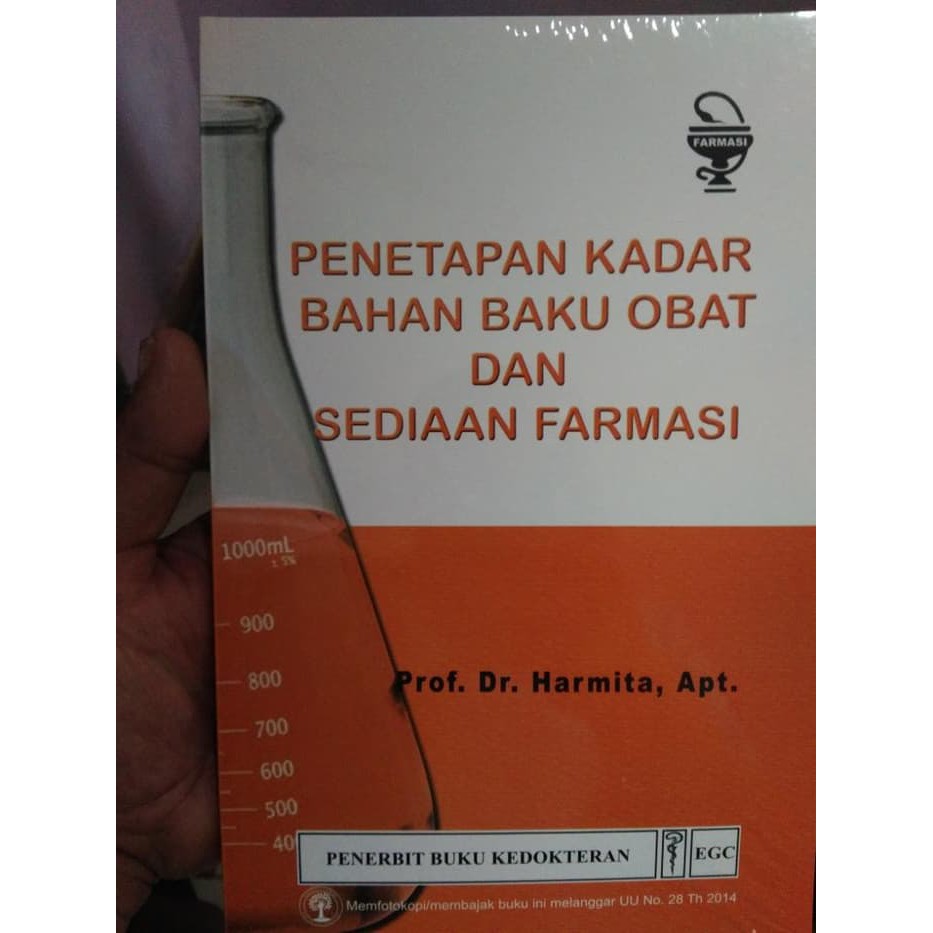 FARMASI
PENETAPAN KADAR
BAHAN BAKU OBAT
DAN
SEDIAAN FARMASI
1000mL
± 5%
900
800
700
600
500
40
Prof. Dr. Harmita, Apt.
PENERBIT BUKU KEDOKTERAN
EGC
Memfotokopi/membajak buku ini melanggar UU No. 28 Th 2014